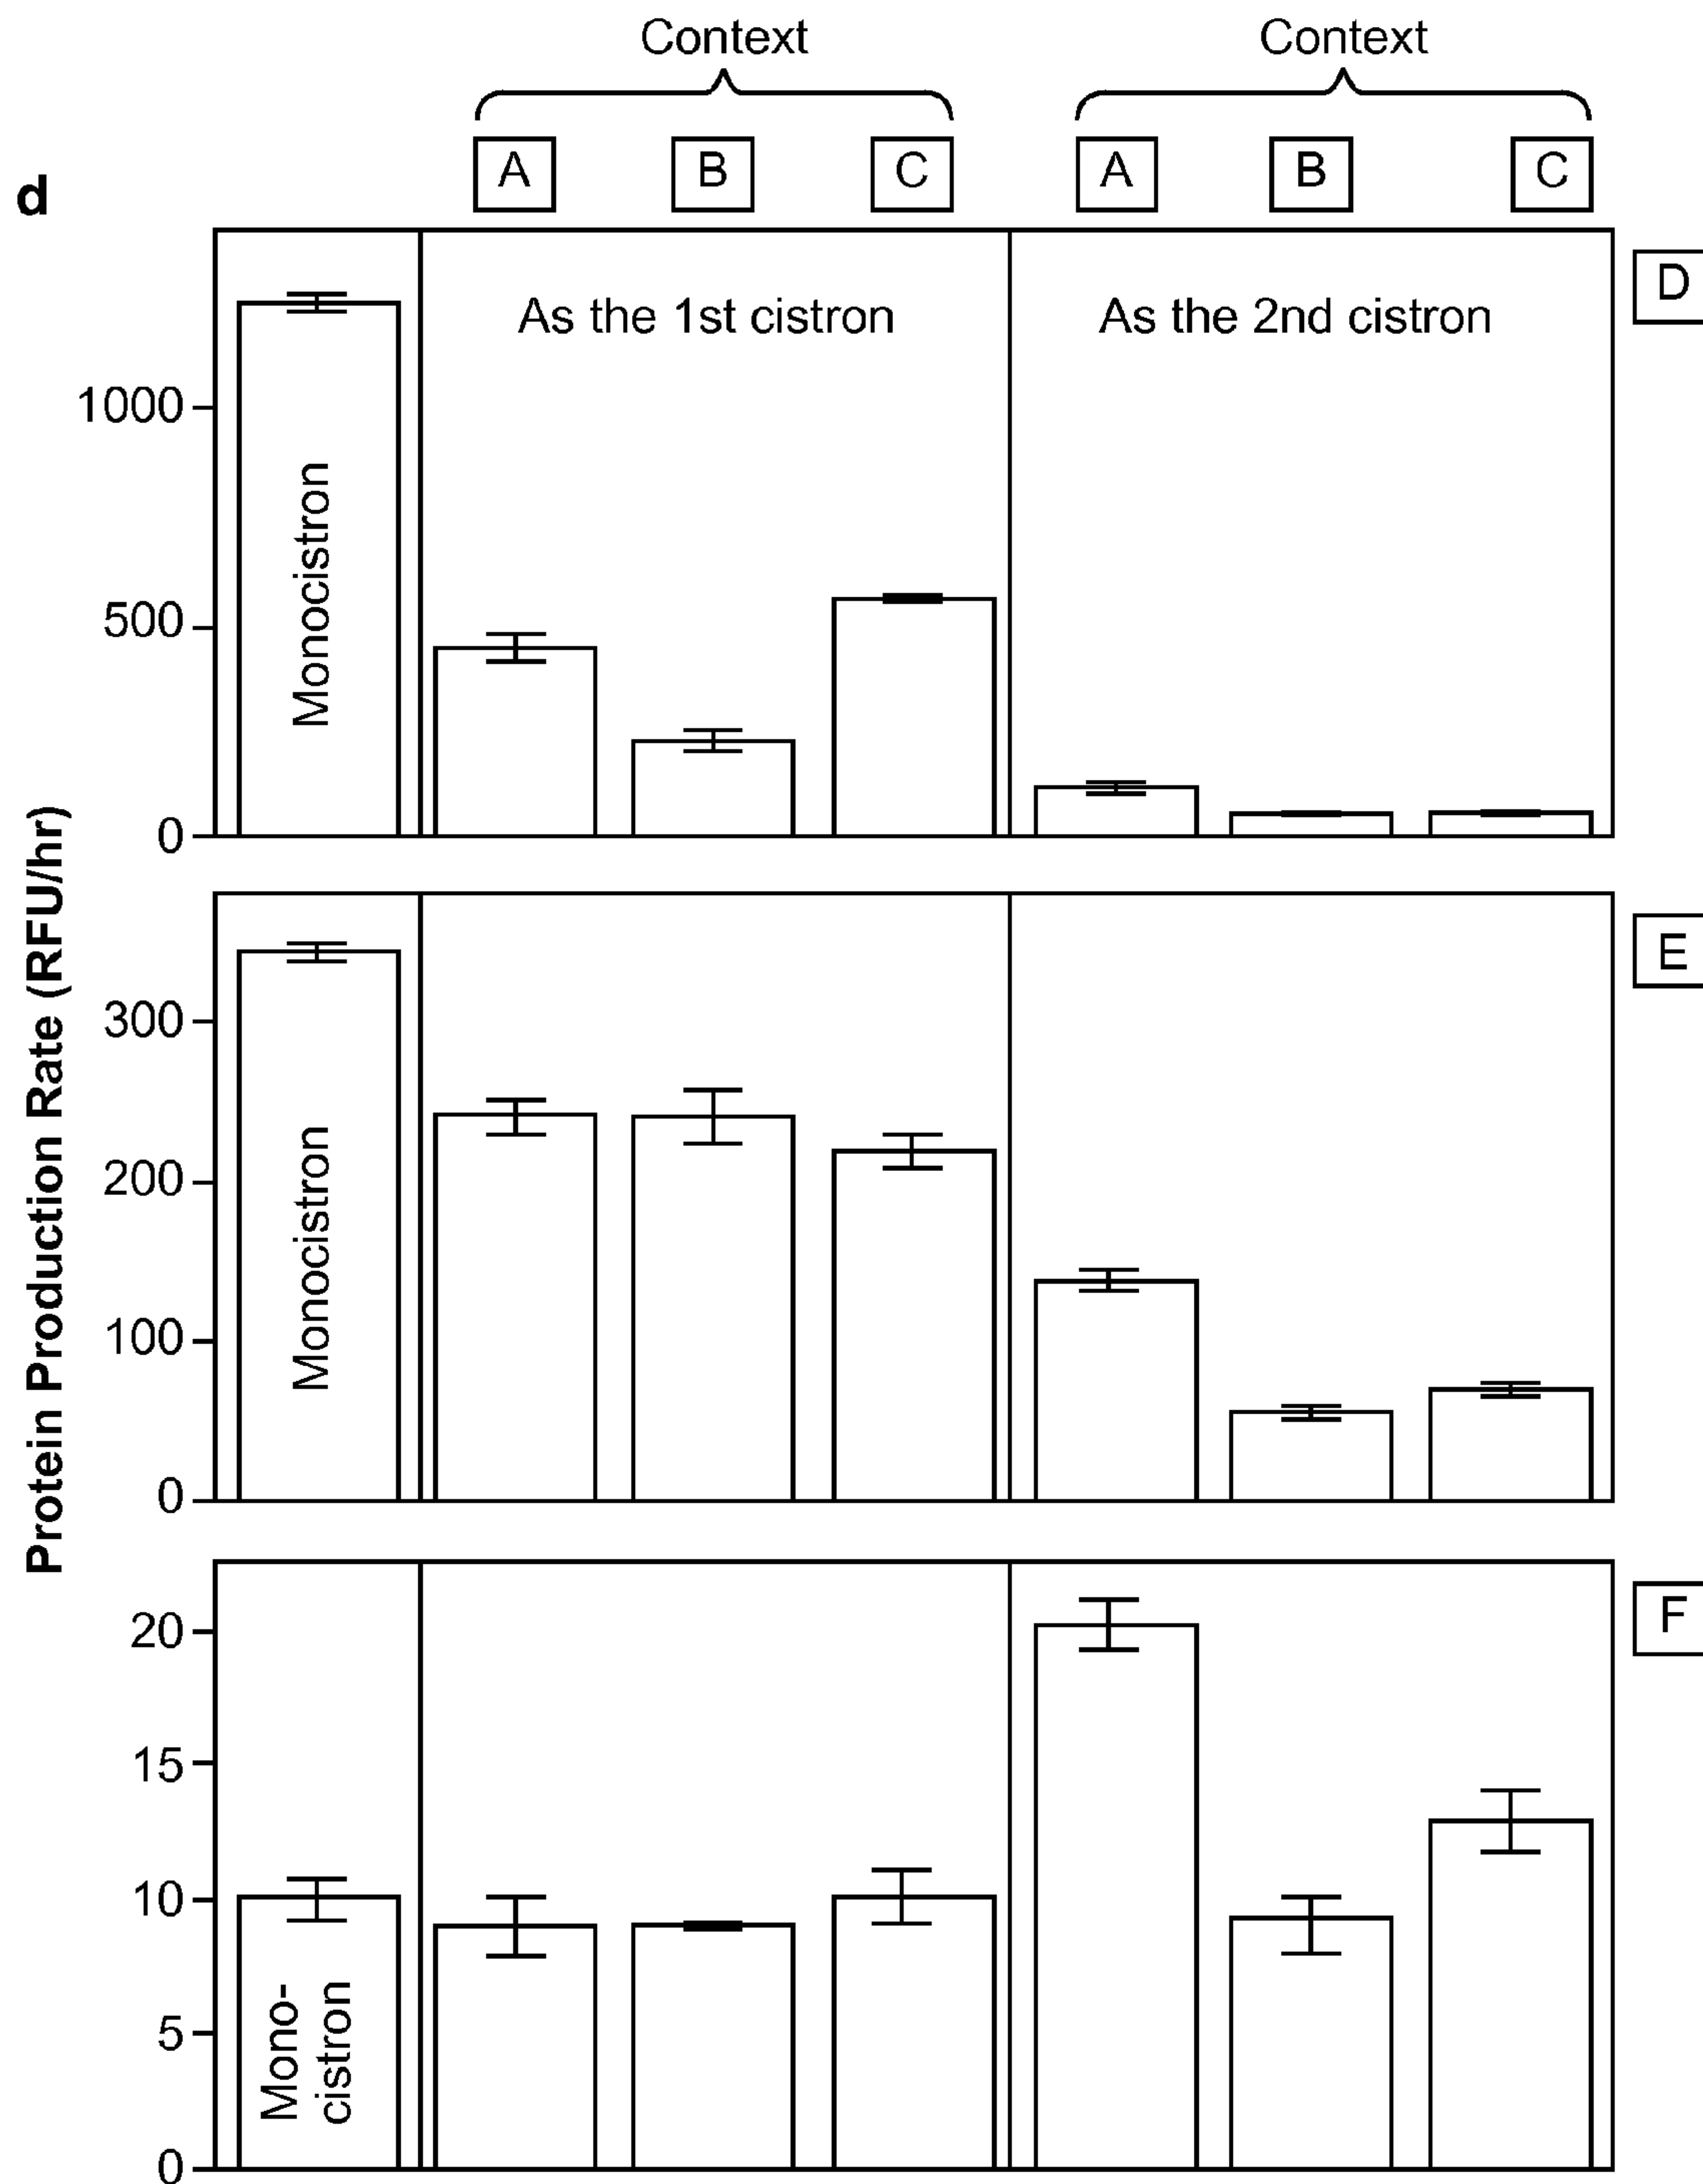 Context Context
A B C A B C
d
D
As the 1st cistron As the 2nd cistron
1000
500
0
Monocistron
Protein Production Rate (RFU/hr)
E
300
200
100
0
Monocistron
F
20
15
10
5
0
Mono-
cistron